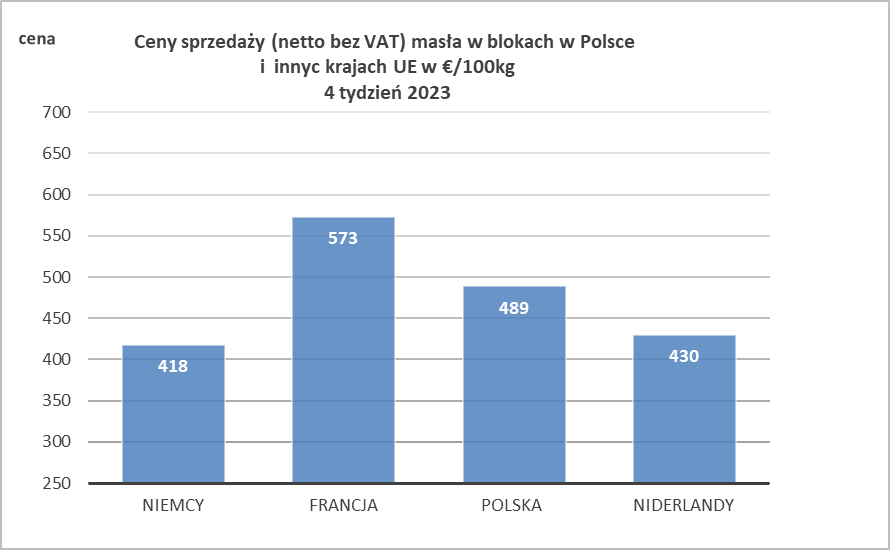 cena
Ceny sprzedaży (netto bez VAT) masła w blokach w Polsce
i innyc krajach UE w €/100kg
4 tydzień 2023
700
650
600
550
500
450
400
350
300
250
418
573
489
430
NIEMCY
FRANCJA
POLSKA
NIDERLANDY